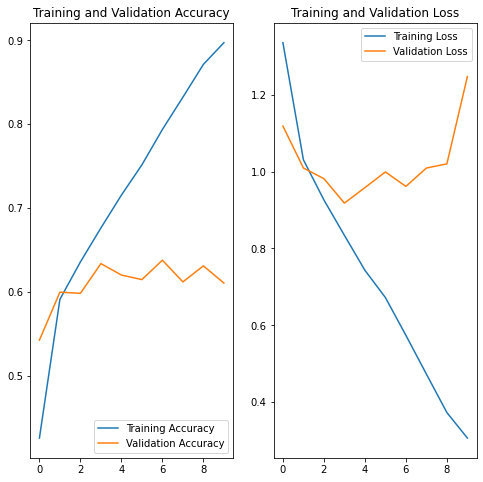 Training and Validation Accuracy
0.9
0.8
0.7
0.6
0.5
Training Accuracy
Validation Accuracy
0 2 4 6 8
Training and Validation Loss
Training Loss
Validation Loss
1.2
1.0
0.8
0.6
0.4
0 2 4 6 8